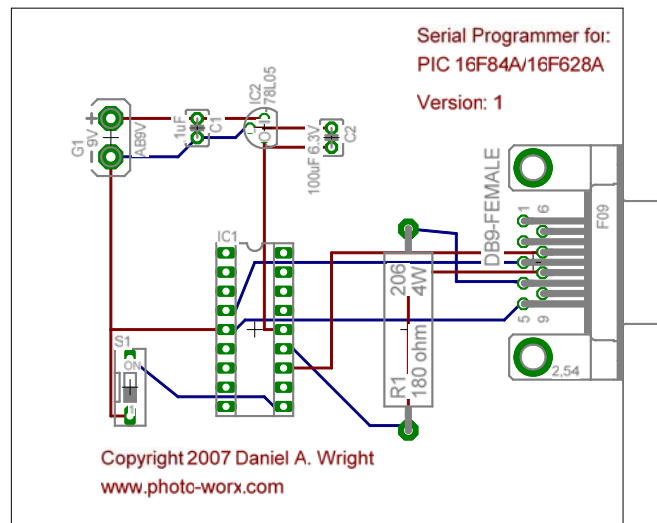 Serial Programmer for:
PIC 16F84A/16F628A
Version: 1
IC2
78L05
+
-
9V
G1
AB9V
1uF
C1
100uF 6.3V
C2
DB9-FEMALE
1
6
5
9
F09
2,54
IC1
206
4W
R1
180 ohm
S1
ON
1
Copyright 2007 Daniel A. Wright
www.photo-worx.com